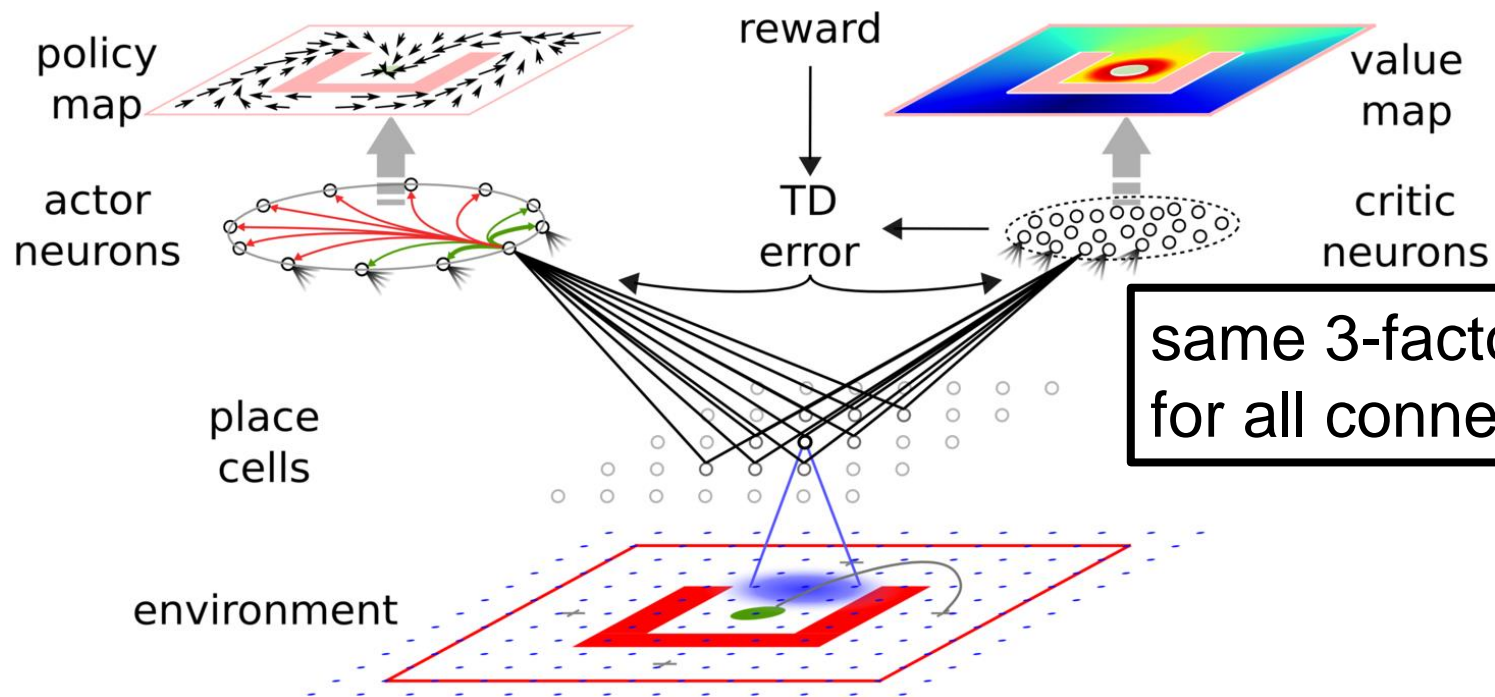 policy
map
reward
value
map
actor
neurons
TD
error
critic
neurons
same 3-facto
for all conne
place
cells
environment